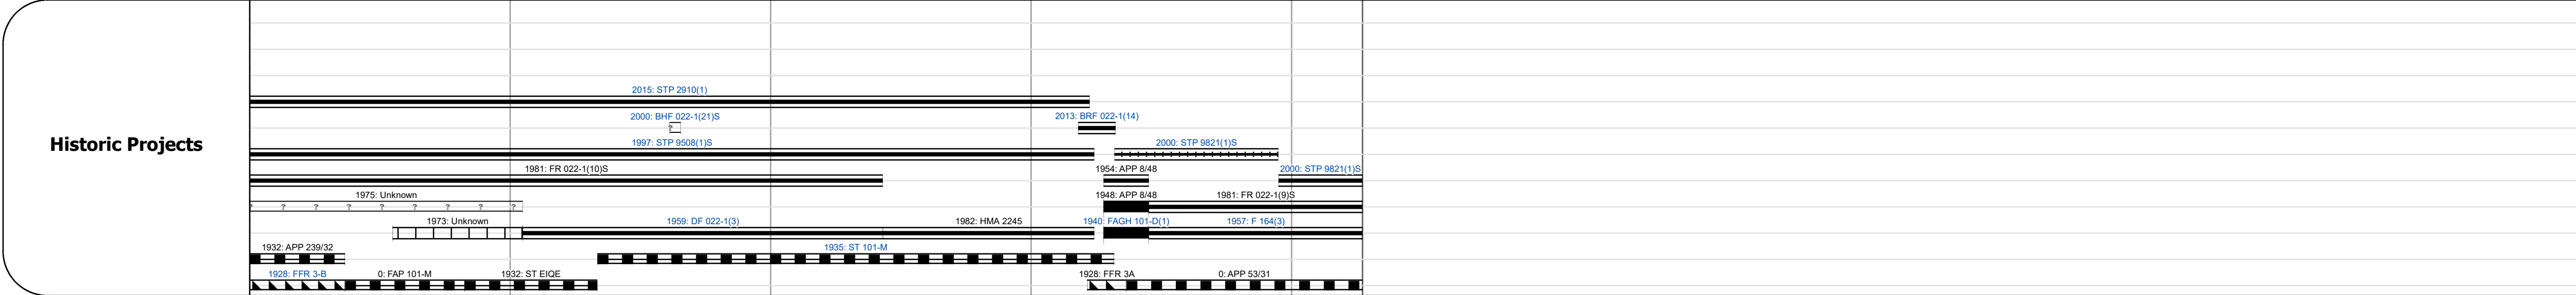 2015: STP 2910(1)
2000: BHF 022-1(21)S
2013: BRF 022-1(14)
Historic Projects
1997: STP 9508(1)S
2000: STP 9821(1)S
1981: FR 022-1(10)S
1954: APP 8/48
2000: STP 9821(1)S
1975: Unknown
1948: APP 8/48
1981: FR 022-1(9)S
? ? ? ? ? ? ? ? ?
1973: Unknown
1959: DF 022-1(3)
1982: HMA 2245
1940: FAGH 101-D(1)
1957: F 164(3)
1932: APP 239/32
1935: ST 101-M
1928: FFR 3-B
0: FAP 101-M
1932: ST EIQE
1928: FFR 3A
0: APP 53/31